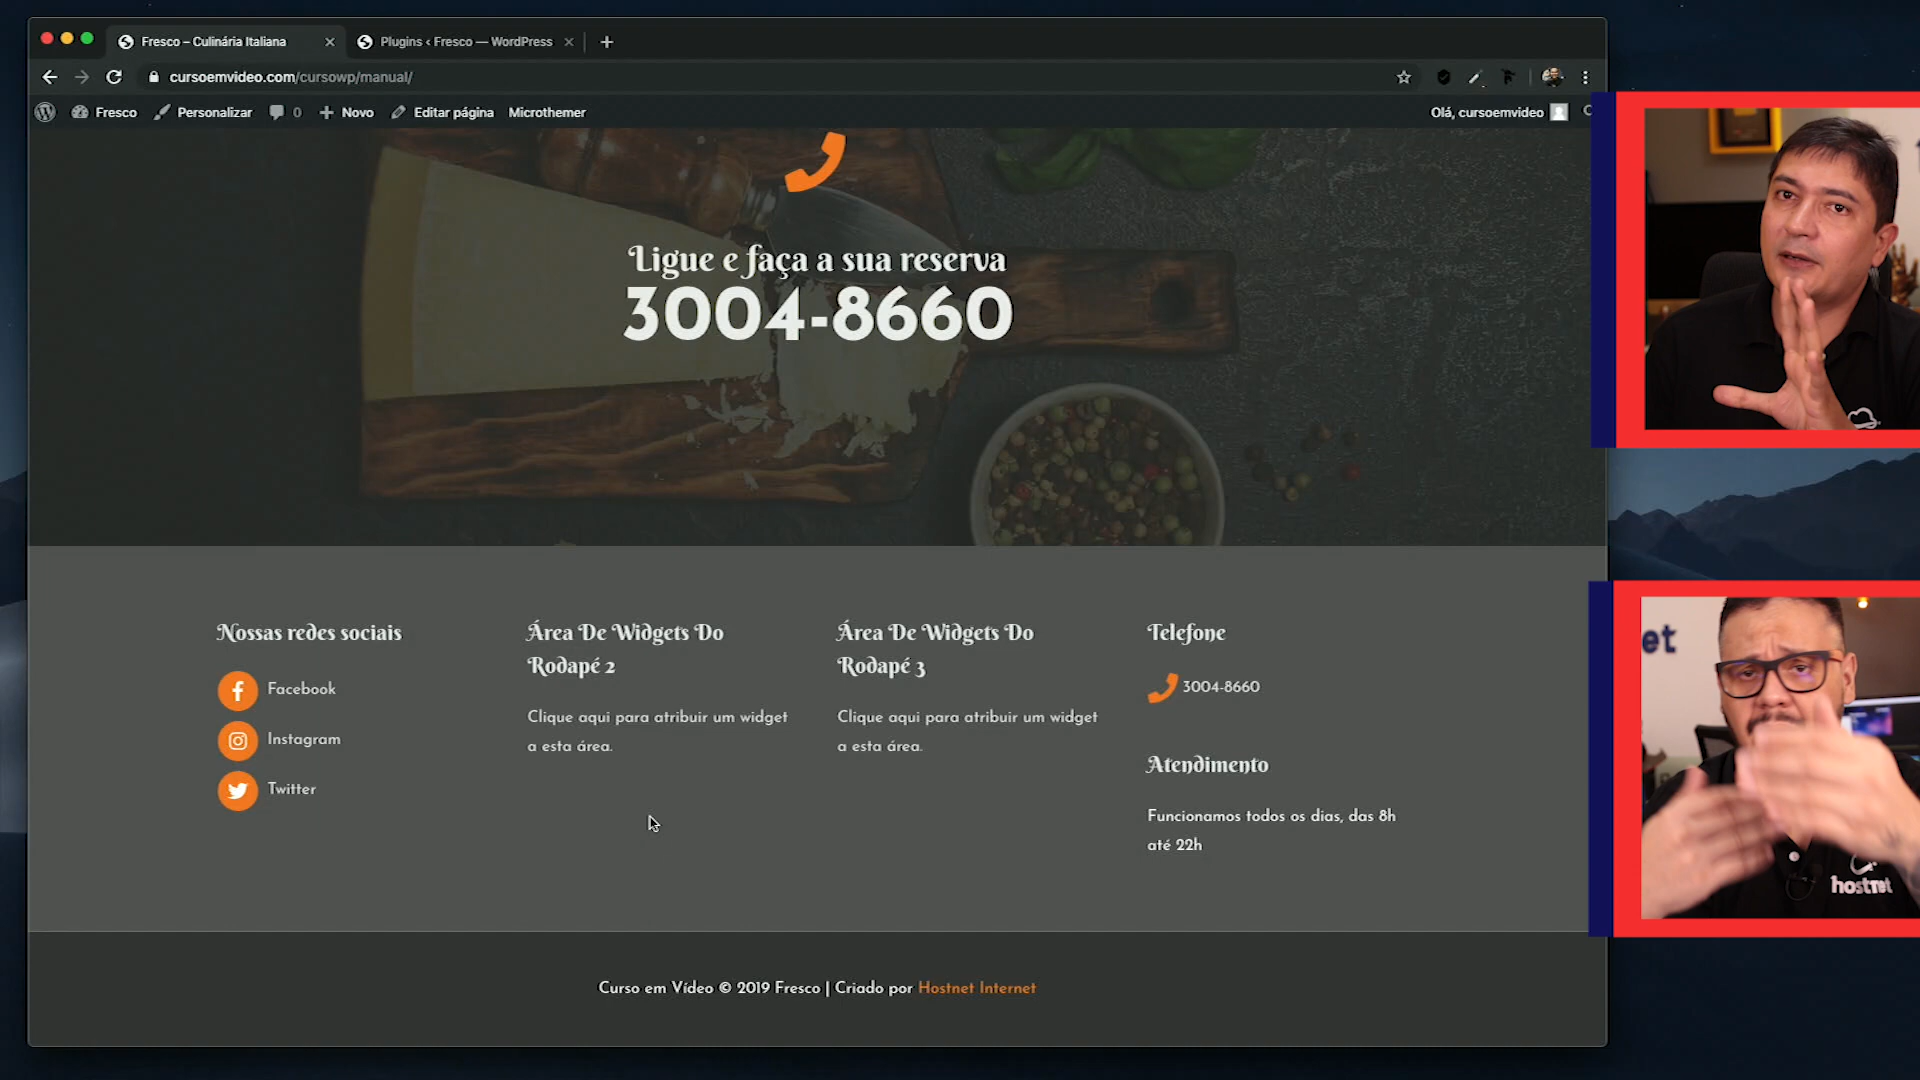 Fresco – Culinária Italiana
Plugins ‹ Fresco — WordPress
cursoemvideo.com/cursowp/manual/
Fresco
Personalizar
0
Novo
Editar página
Microthemer
Olá, cursoemvideo
Ligue e faça a sua reserva
3004-8660
Nossas redes sociais
Facebook
Instagram
Twitter
Área De Widgets Do
Rodapé 2
Clique aqui para atribuir um widget
a esta área.
Área De Widgets Do
Rodapé 3
Clique aqui para atribuir um widget
a esta área.
Telefone
3004-8660
Atendimento
Funcionamos todos os dias, das 8h
até 22h
Curso em Vídeo © 2019 Fresco | Criado por Hostnet Internet
et
hostnet